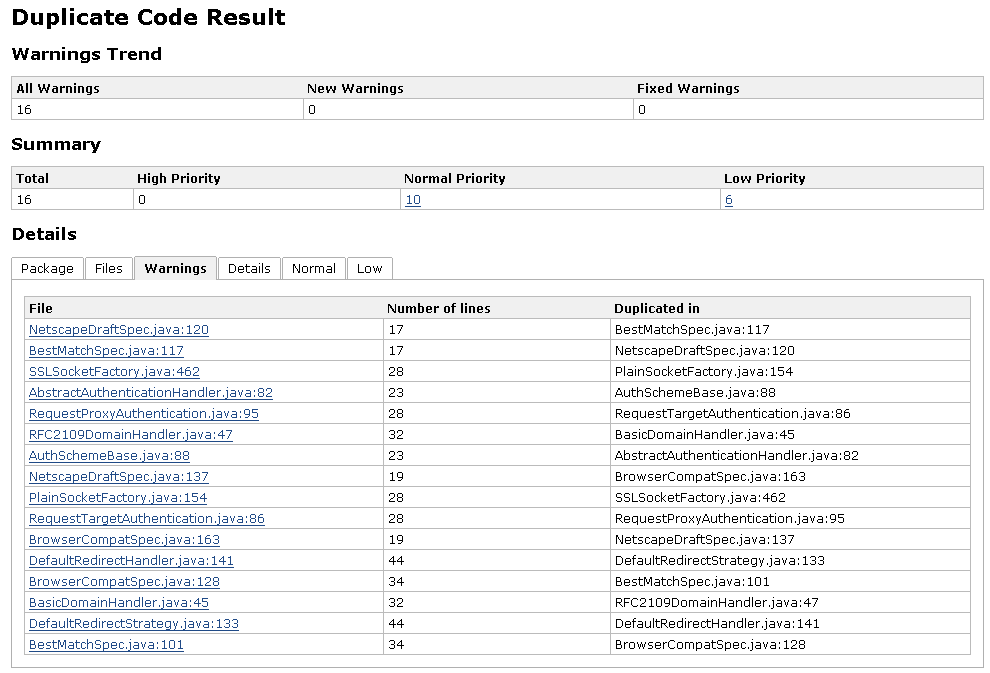 Duplicate Code Result
Warnings Trend
All Warnings New Warnings Fixed Warnings
16 0 0
Summary
Total High Priority Normal Priority Low Priority
16 0 10 6
Details
Package Files Warnings Details Normal Low
File Number of lines Duplicated in
NetscapeDraftSpec.java:120 17 BestMatchSpec.java:117
BestMatchSpec.java:117 17 NetscapeDraftSpec.java:120
SSLSocketFactory.java:462 28 PlainSocketFactory.java:154
AbstractAuthenticationHandler.java:82 23 AuthSchemeBase.java:88
RequestProxyAuthentication.java:95 28 RequestTargetAuthentication.java:86
RFC2109DomainHandler.java:47 32 BasicDomainHandler.java:45
AuthSchemeBase.java:88 23 AbstractAuthenticationHandler.java:82
NetscapeDraftSpec.java:137 19 BrowserCompatSpec.java:163
PlainSocketFactory.java:154 28 SSLSocketFactory.java:462
RequestTargetAuthentication.java:86 28 RequestProxyAuthentication.java:95
BrowserCompatSpec.java:163 19 NetscapeDraftSpec.java:137
DefaultRedirectHandler.java:141 44 DefaultRedirectStrategy.java:133
BrowserCompatSpec.java:128 34 BestMatchSpec.java:101
BasicDomainHandler.java:45 32 RFC2109DomainHandler.java:47
DefaultRedirectStrategy.java:133 44 DefaultRedirectHandler.java:141
BestMatchSpec.java:101 34 BrowserCompatSpec.java:128